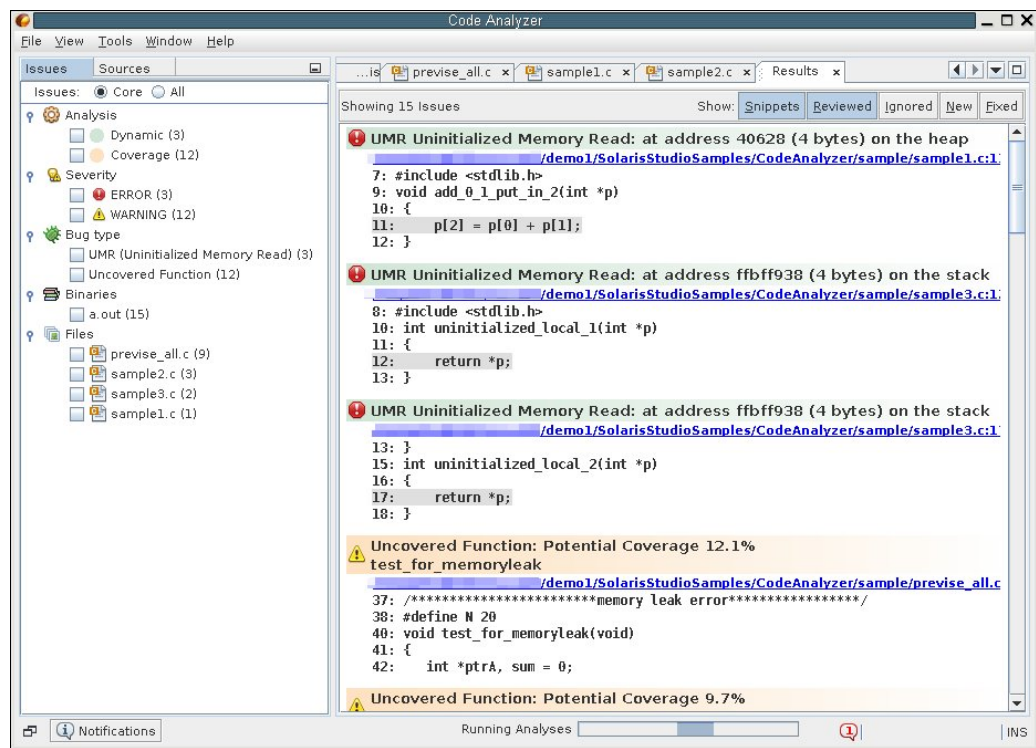 Code Analyzer
File View Tools Window Help
Issues Sources
Issues: Core All
Analysis
Dynamic (3)
Coverage (12)
Severity
ERROR (3)
WARNING (12)
Bug type
UMR (Uninitialized Memory Read) (3)
Uncovered Function (12)
Binaries
a.out (15)
Files
previse_all.c (9)
sample2.c (3)
sample3.c (2)
sample1.c (1)
...is previse_all.c x sample1.c x sample2.c x Results x
Showing 15 Issues Show: Snippets Reviewed Ignored New Fixed
UMR Uninitialized Memory Read: at address 40628 (4 bytes) on the heap
/demo1/SolarisStudioSamples/CodeAnalyzer/sample/sample1.c:1
7: #include <stdlib.h>
9: void add_0_1_put_in_2(int *p)
10: {
11: p[2] = p[0] + p[1];
12: }
UMR Uninitialized Memory Read: at address ffbff938 (4 bytes) on the stack
/demo1/SolarisStudioSamples/CodeAnalyzer/sample/sample3.c:1
8: #include <stdlib.h>
10: int uninitialized_local_1(int *p)
11: {
12: return *p;
13: }
UMR Uninitialized Memory Read: at address ffbff938 (4 bytes) on the stack
/demo1/SolarisStudioSamples/CodeAnalyzer/sample/sample3.c:1
13: }
15: int uninitialized_local_2(int *p)
16: {
17: return *p;
18: }
Uncovered Function: Potential Coverage 12.1%
test_for_memoryleak
/demo1/SolarisStudioSamples/CodeAnalyzer/sample/previse_all.c
37: /************************memory leak error*****************/
38: #define N 20
40: void test_for_memoryleak(void)
41: {
42: int *ptrA, sum = 0;
Uncovered Function: Potential Coverage 9.7%
Notifications Running Analyses 1 INS